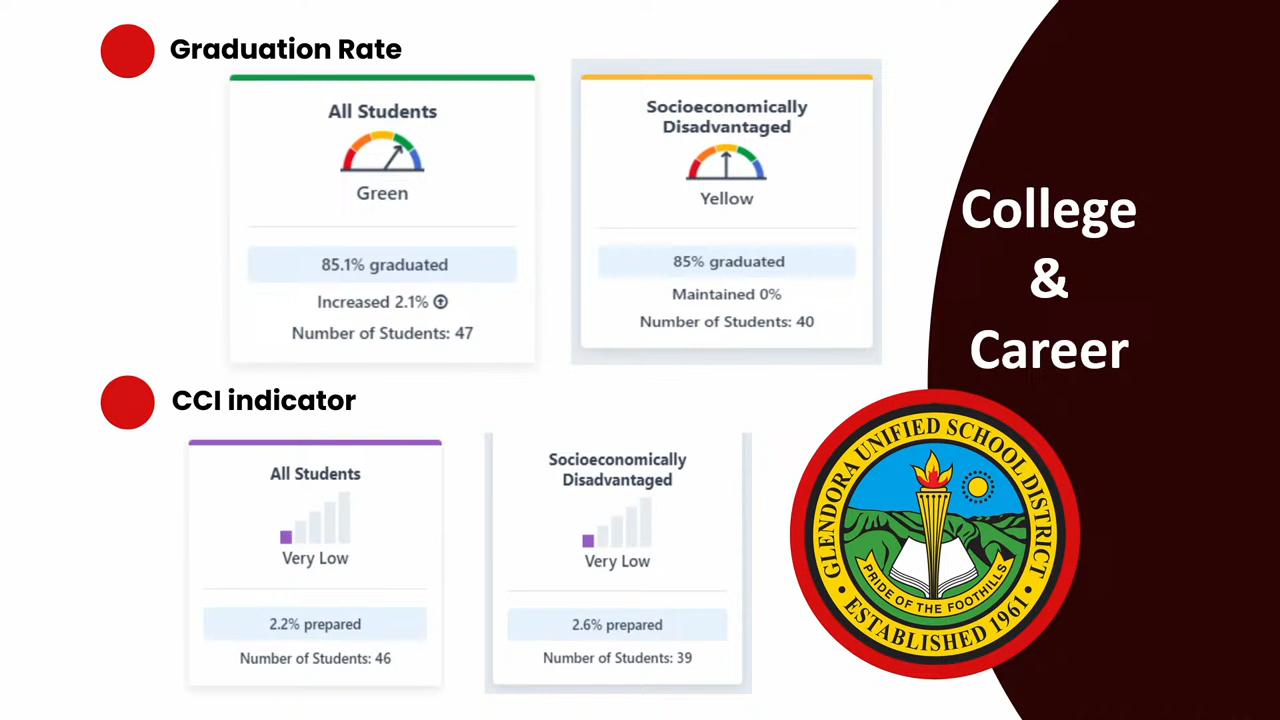 Graduation Rate
All Students
Green
85.1% graduated
Increased 2.1%
Number of Students: 47
Socioeconomically
Disadvantaged
Yellow
85% graduated
Maintained 0%
Number of Students: 40
College
&
Career
CCI indicator
All Students
Very Low
2.2% prepared
Number of Students: 46
Socioeconomically
Disadvantaged
Very Low
2.6% prepared
Number of Students: 39
GLENDORA UNIFIED SCHOOL DISTRICT
PRIDE OF THE FOOTHILLS
• ESTABLISHED 1961 •